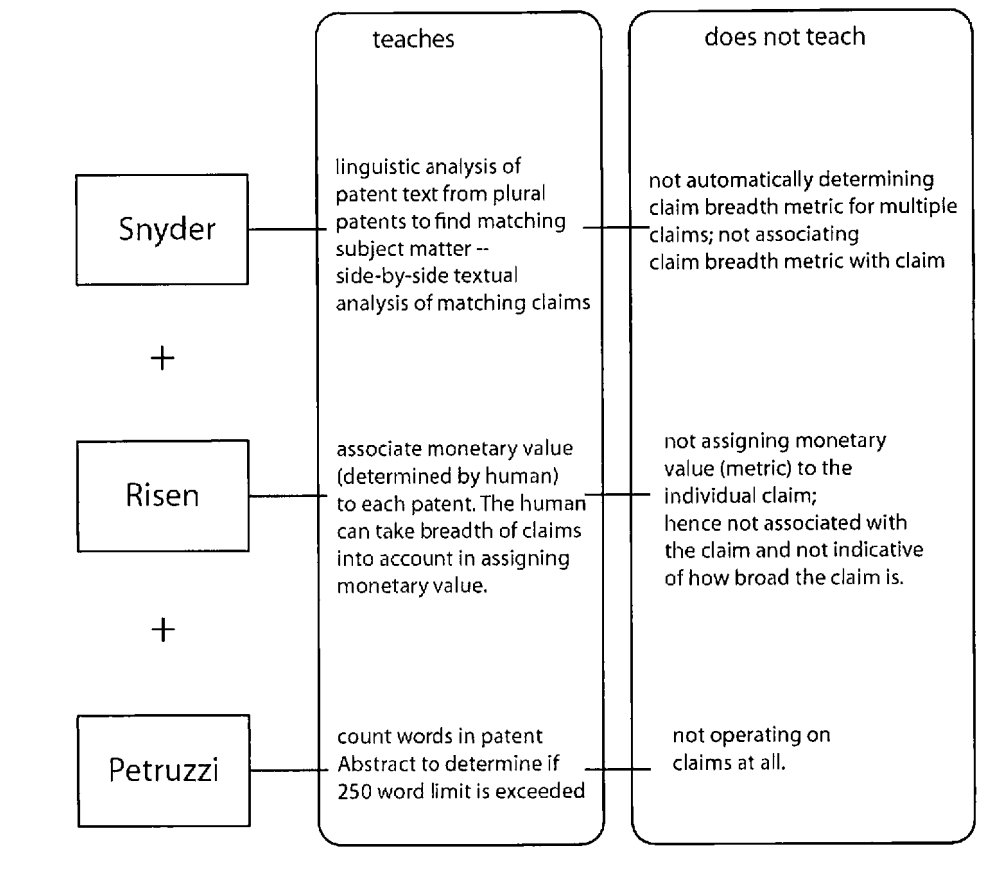 teaches
does not teach
Snyder
linguistic analysis of
patent text from plural
patents to find matching
subject matter --
side-by-side textual
analysis of matching claims
not automatically determining
claim breadth metric for multiple
claims; not associating
claim breadth metric with claim
+
Risen
associate monetary value
(determined by human)
to each patent. The human
can take breadth of claims
into account in assigning
monetary value.
not assigning monetary
value (metric) to the
individual claim;
hence not associated with
the claim and not indicative
of how broad the claim is.
+
Petruzzi
count words in patent
Abstract to determine if
250 word limit is exceeded
not operating on
claims at all.